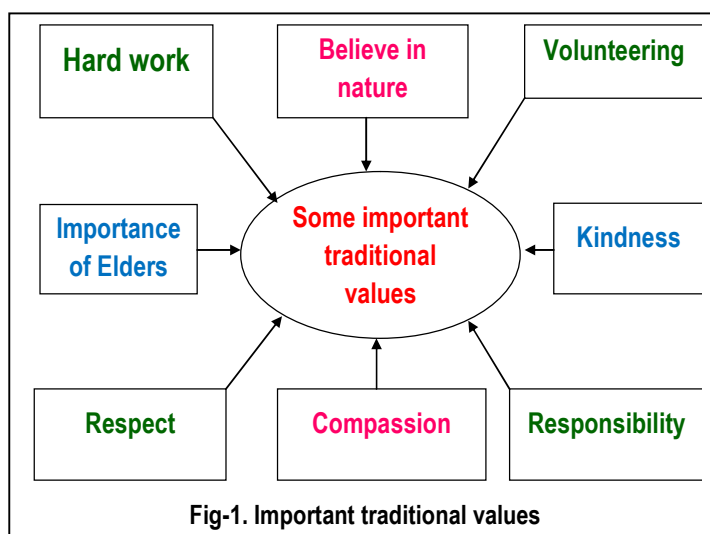 Hard work
Believe in
nature
Volunteering
Importance
of Elders
Some important
traditional
values
Kindness
Respect
Compassion
Responsibility
Fig-1. Important traditional values